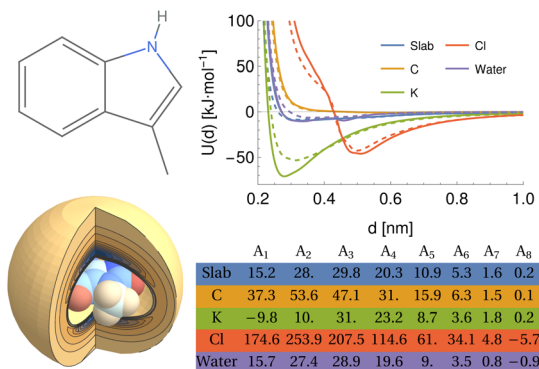 N
H
U(d) [kJ·mol⁻¹]
100
50
0
−50
Slab
Cl
C
Water
K
0.2 0.4 0.6 0.8 1.0
d [nm]
A₁ A₂ A₃ A₄ A₅ A₆ A₇ A₈
Slab 15.2 28. 29.8 20.3 10.9 5.3 1.6 0.2
C 37.3 53.6 47.1 31. 15.9 6.3 1.5 0.1
K −9.8 10. 31. 23.2 8.7 3.6 1.8 0.2
Cl 174.6 253.9 207.5 114.6 61. 34.1 4.8 −5.7
Water 15.7 27.4 28.9 19.6 9. 3.5 0.8 −0.9